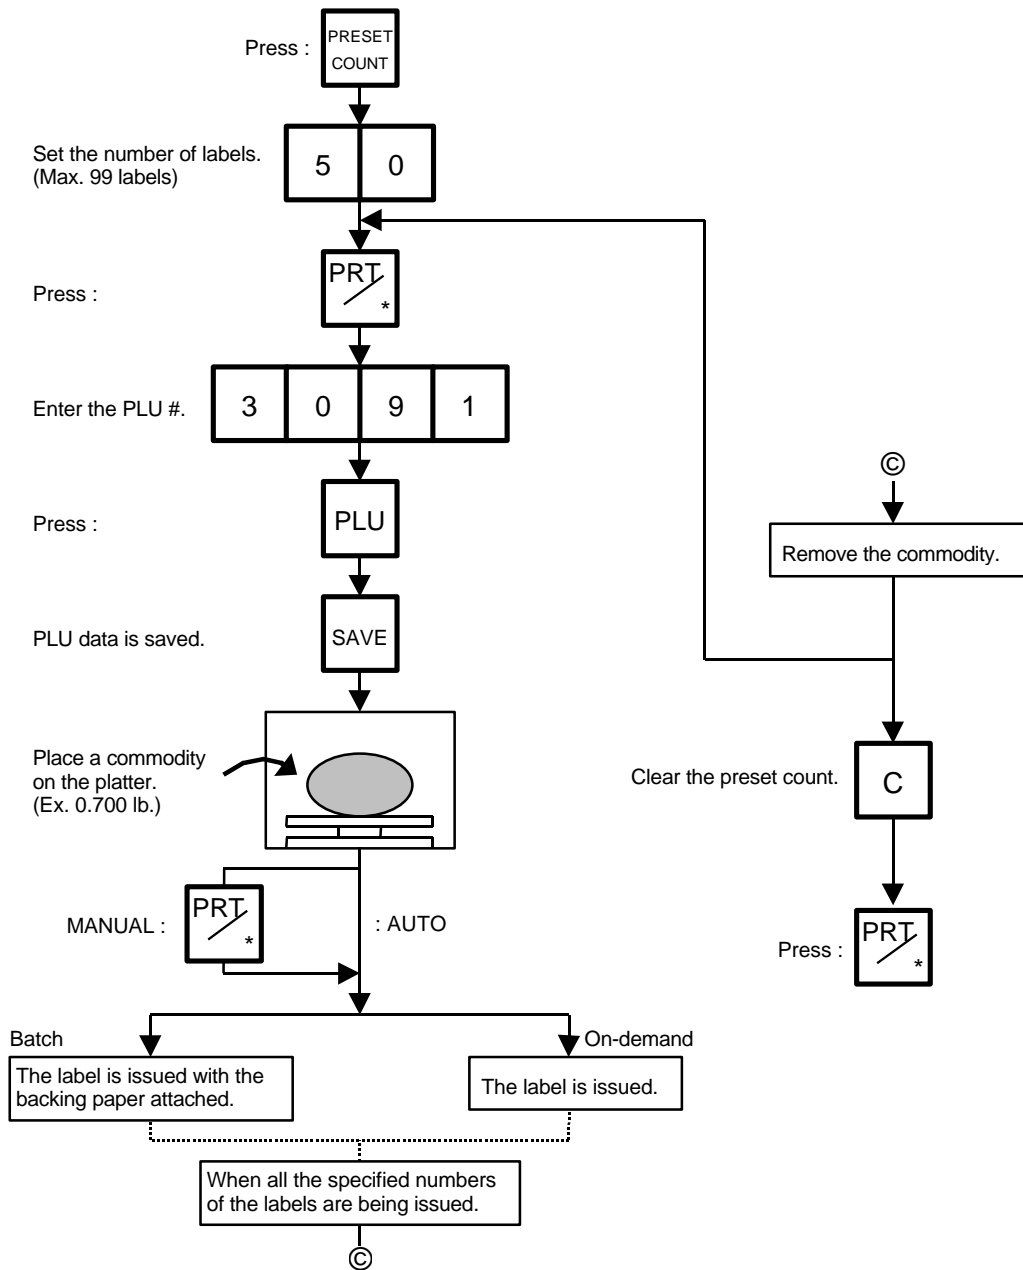 Press :
PRESET
COUNT
Set the number of labels.
(Max. 99 labels)
5 0
Press :
PRT
*
Enter the PLU #.
3 0 9 1
Press :
PLU
PLU data is saved.
SAVE
Place a commodity
on the platter.
(Ex. 0.700 lb.)
MANUAL :
PRT
*
: AUTO
Batch
The label is issued with the
backing paper attached.
On-demand
The label is issued.
When all the specified numbers
of the labels are being issued.
©
©
Remove the commodity.
Clear the preset count.
C
Press :
PRT
*